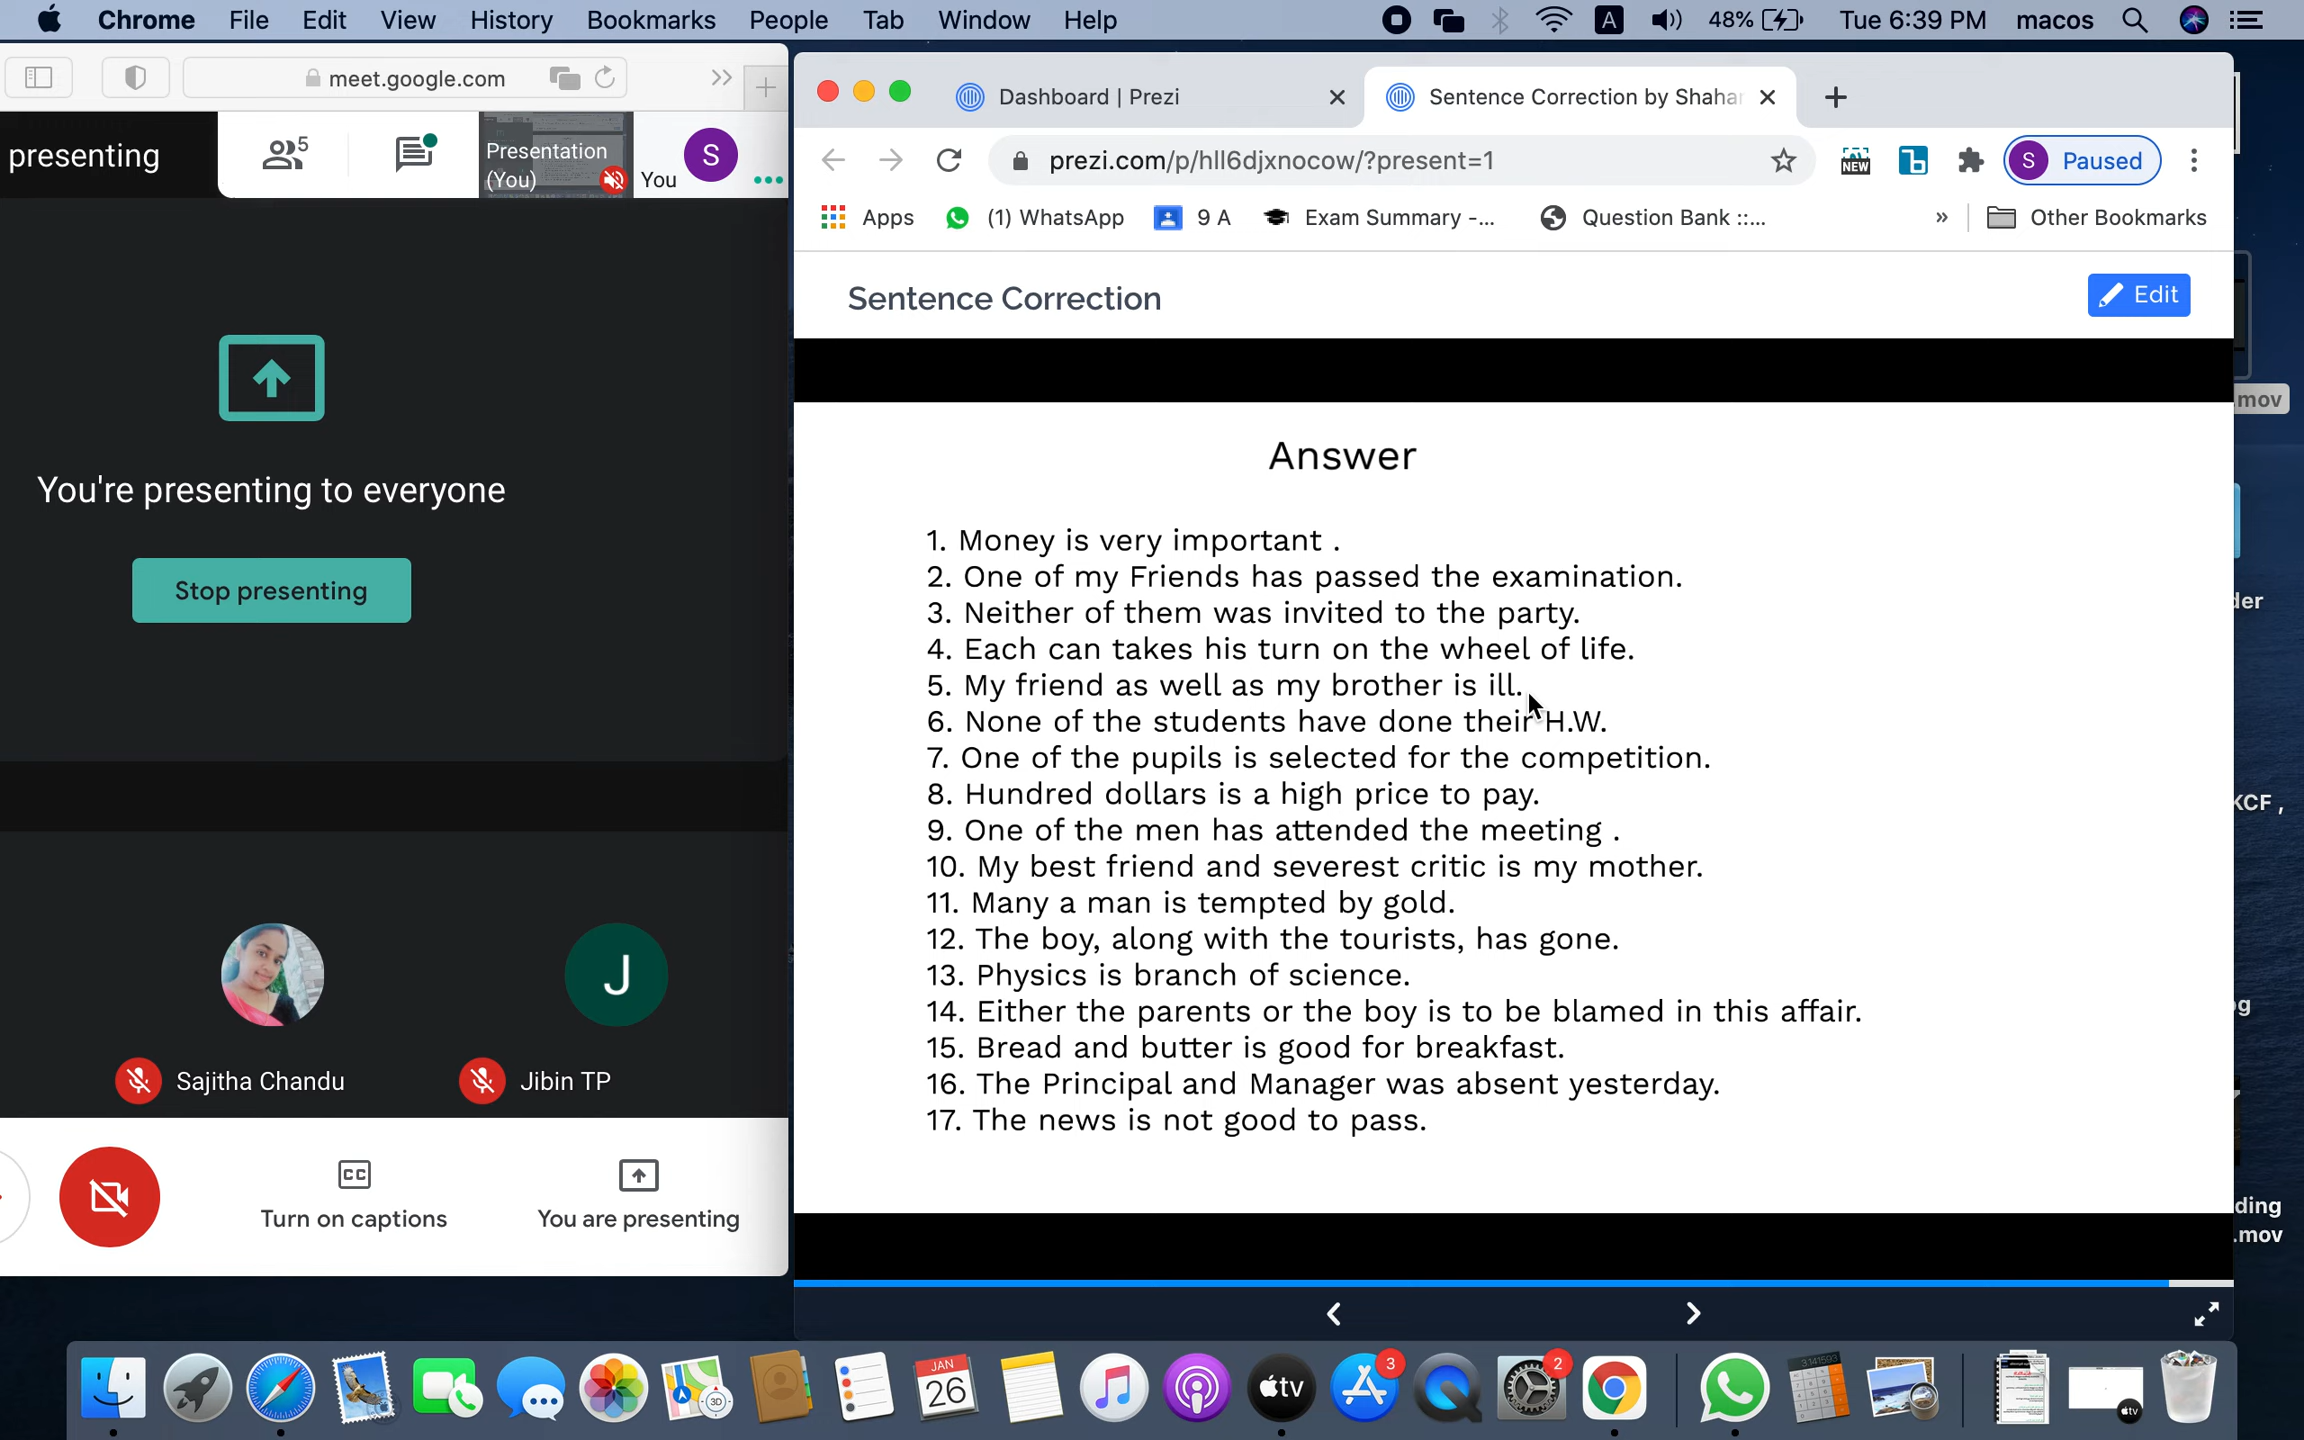 Chrome File Edit View History Bookmarks People Tab Window Help A 48% Tue 6:39 PM macos
meet.google.com
presenting
5
Presentation
(You)
You
S
You're presenting to everyone
Stop presenting
J
Sajitha Chandu
Jibin TP
CC
Turn on captions
You are presenting
Dashboard | Prezi
Sentence Correction by Shahar
prezi.com/p/hll6djxnocow/?present=1
NEW
S Paused
Apps (1) WhatsApp 9 A Exam Summary -... Question Bank ::... » Other Bookmarks
Sentence Correction
Edit
Answer
1. Money is very important .
2. One of my Friends has passed the examination.
3. Neither of them was invited to the party.
4. Each can takes his turn on the wheel of life.
5. My friend as well as my brother is ill.
6. None of the students have done their H.W.
7. One of the pupils is selected for the competition.
8. Hundred dollars is a high price to pay.
9. One of the men has attended the meeting .
10. My best friend and severest critic is my mother.
11. Many a man is tempted by gold.
12. The boy, along with the tourists, has gone.
13. Physics is branch of science.
14. Either the parents or the boy is to be blamed in this affair.
15. Bread and butter is good for breakfast.
16. The Principal and Manager was absent yesterday.
17. The news is not good to pass.
.mov
der
KCF ,
g
ding
.mov
JAN
26
3D
tv
3
2
3.141593
tv